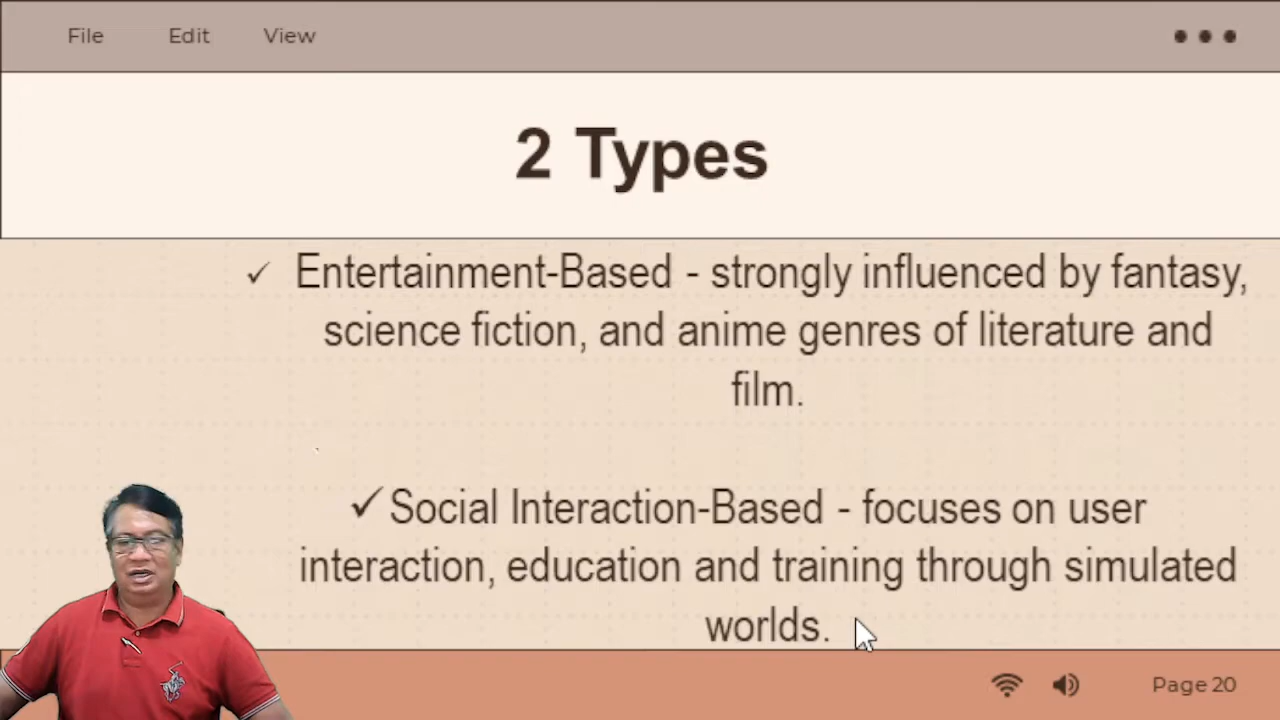 File Edit View
2 Types
✓ Entertainment-Based - strongly influenced by fantasy,
science fiction, and anime genres of literature and
film.
✓Social Interaction-Based - focuses on user
interaction, education and training through simulated
worlds.
Page 20